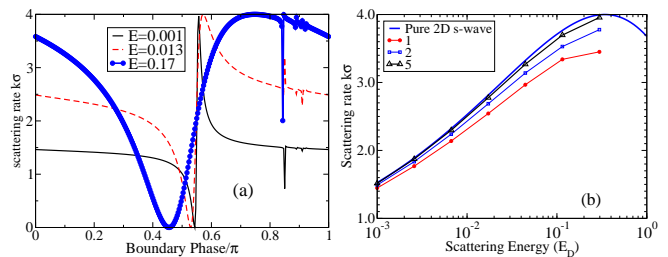 scattering rate kσ
4
3
2
1
0
E=0.001
E=0.013
E=0.17
(a)
0 0.2 0.4 0.6 0.8 1
Boundary Phase/π
Scattering rate kσ
4.0
3.0
2.0
1.0
Pure 2D s-wave
1
2
5
(b)
10^-3 10^-2 10^-1 10^0
Scattering Energy (E_D)